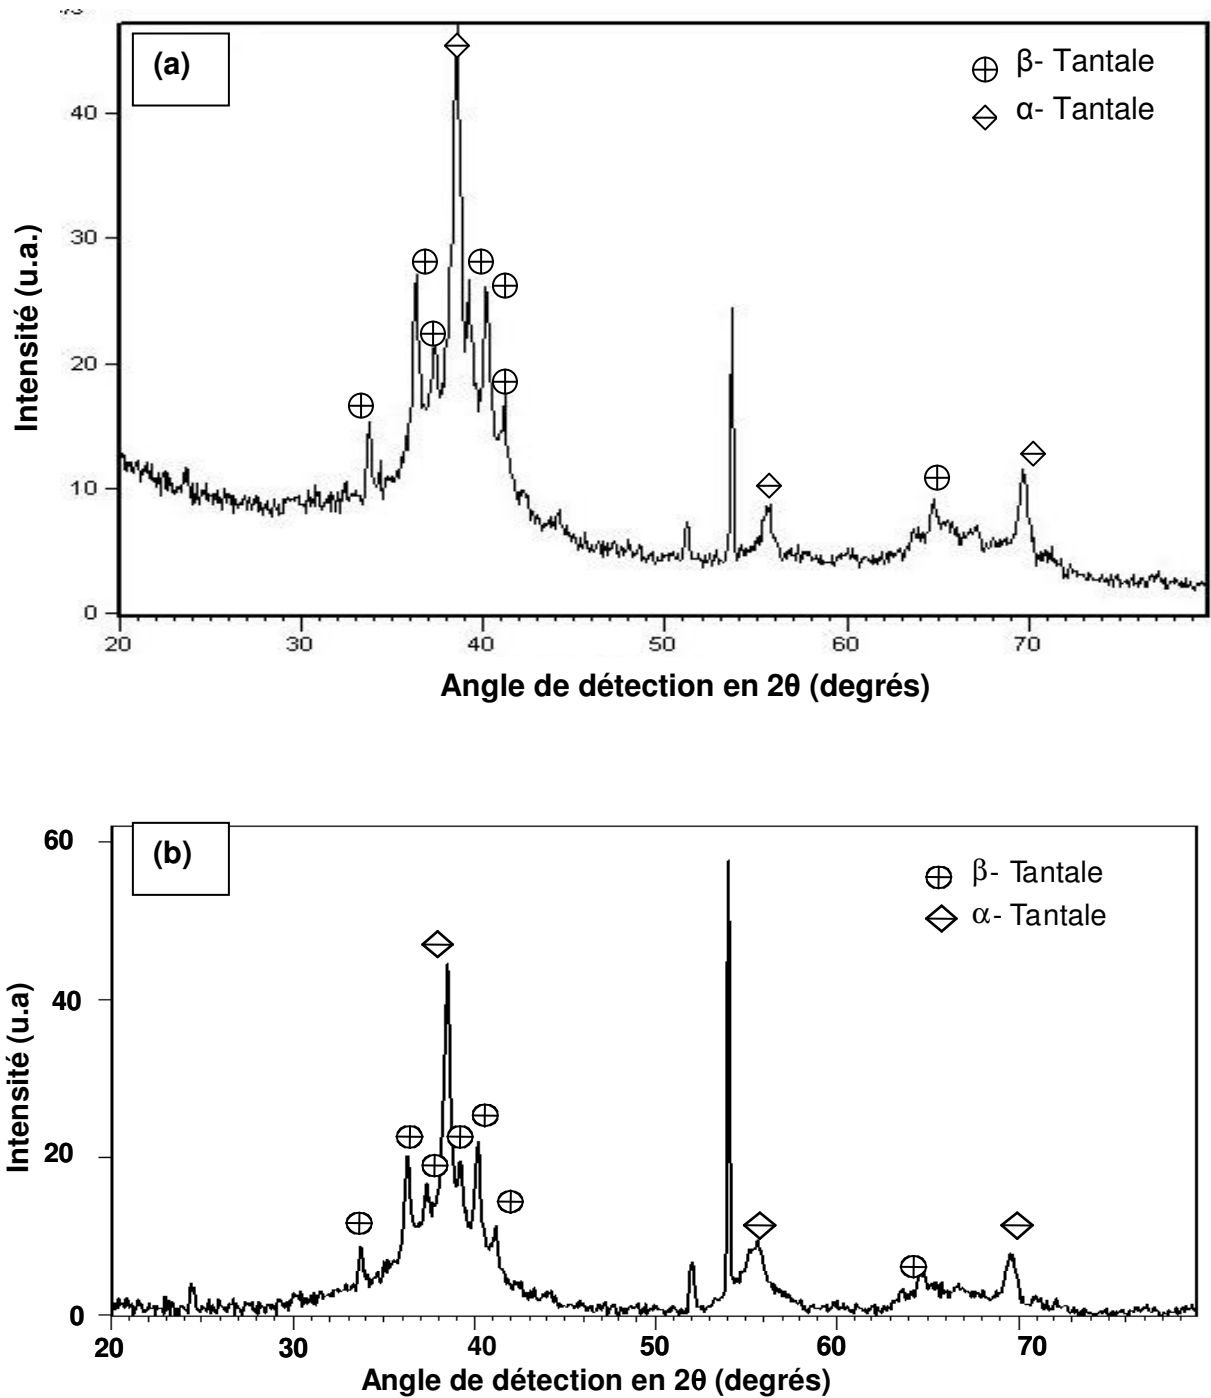 (a)
β- Tantale
α- Tantale
40
30
20
10
0
Intensité (u.a.)
20 30 40 50 60 70
Angle de détection en 2θ (degrés)
60
(b)
β- Tantale
α- Tantale
40
20
0
Intensité (u.a)
20 30 40 50 60 70
Angle de détection en 2θ (degrés)